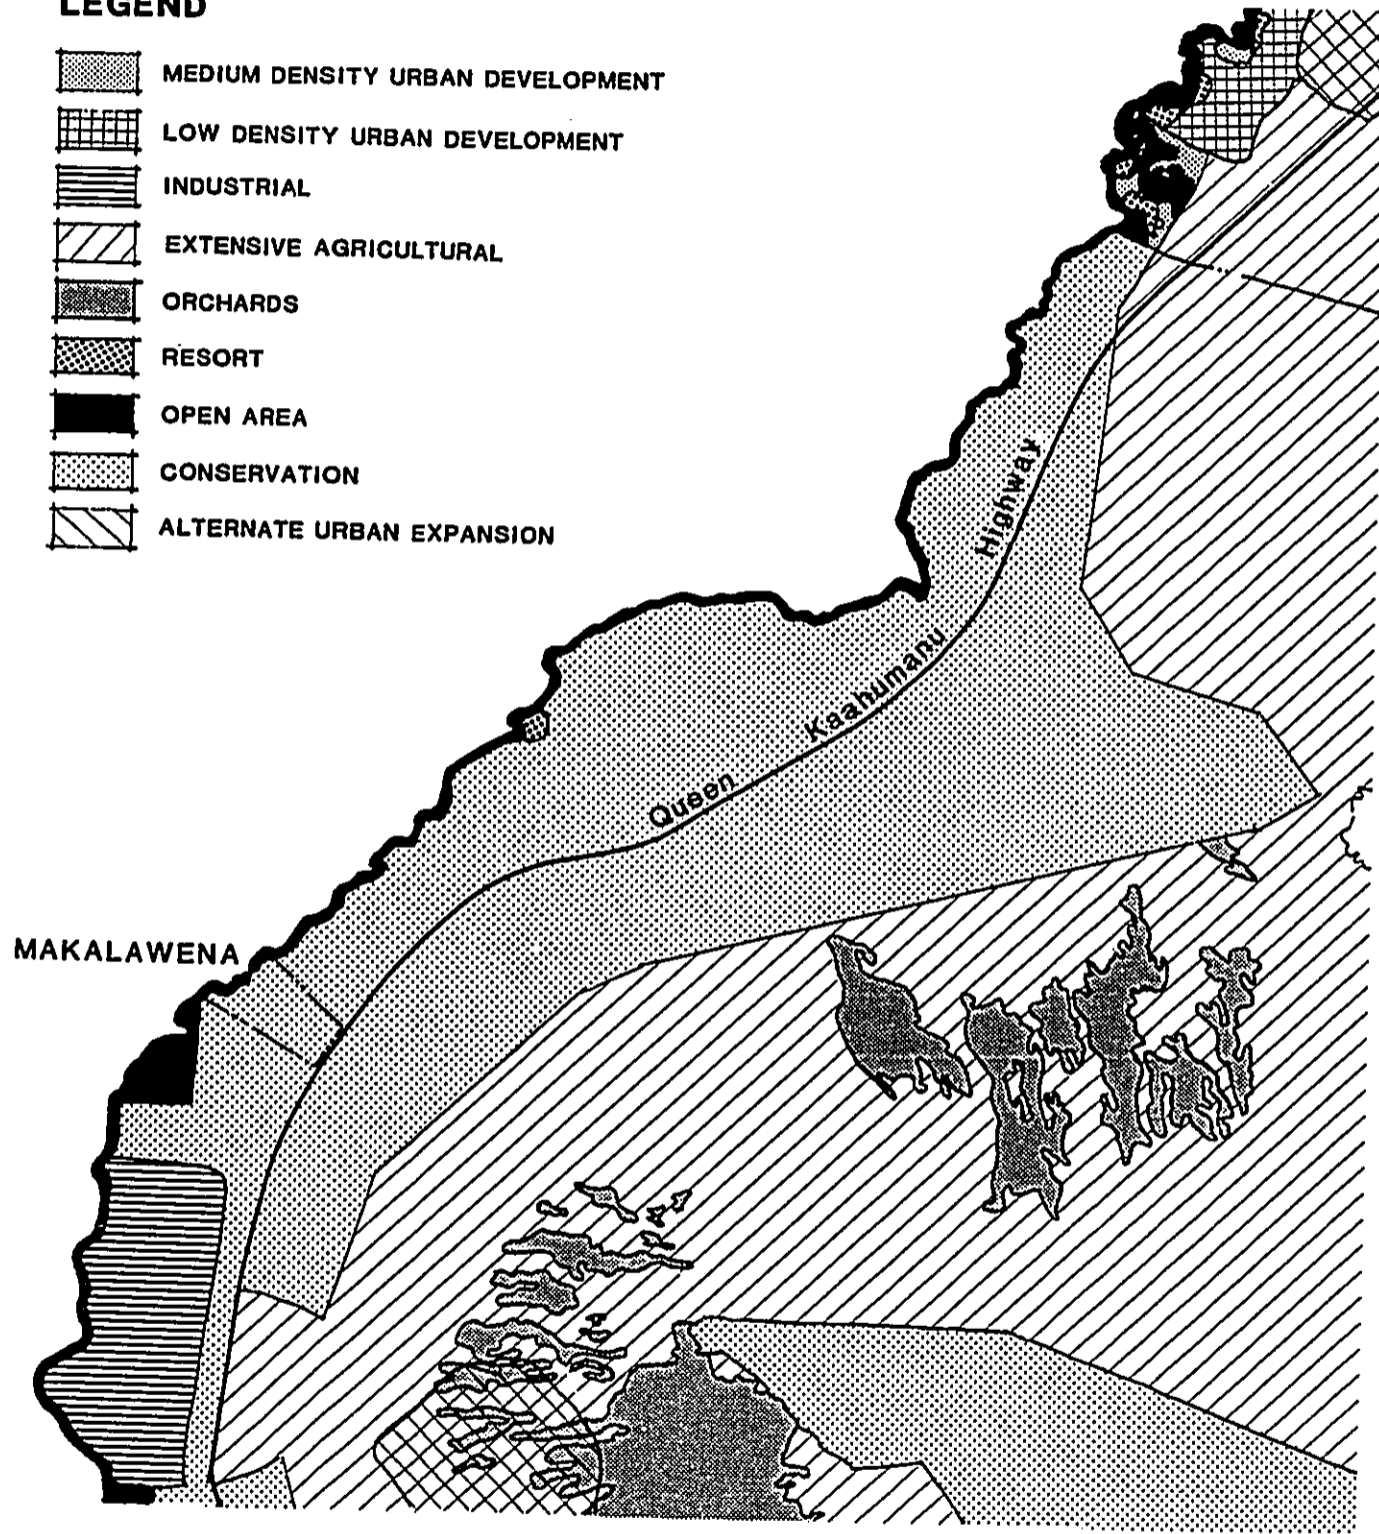 LEGEND
MEDIUM DENSITY URBAN DEVELOPMENT
LOW DENSITY URBAN DEVELOPMENT
INDUSTRIAL
EXTENSIVE AGRICULTURAL
ORCHARDS
RESORT
OPEN AREA
CONSERVATION
ALTERNATE URBAN EXPANSION
Queen Kaahumanu Highway
MAKALAWENA